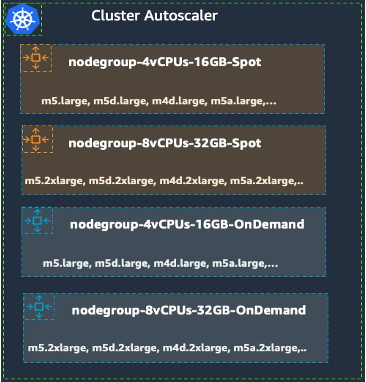 Cluster Autoscaler
nodegroup-4vCPUs-16GB-Spot
m5.large, m5d.large, m4d.large, m5a.large,...
nodegroup-8vCPUs-32GB-Spot
m5.2xlarge, m5d.2xlarge, m4d.2xlarge, m5a.2xlarge,..
nodegroup-4vCPUs-16GB-OnDemand
m5.large, m5d.large, m4d.large, m5a.large,...
nodegroup-8vCPUs-32GB-OnDemand
m5.2xlarge, m5d.2xlarge, m4d.2xlarge, m5a.2xlarge,..